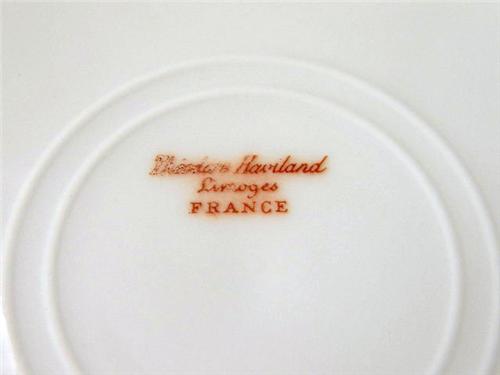 Theodore Haviland
Limoges
FRANCE